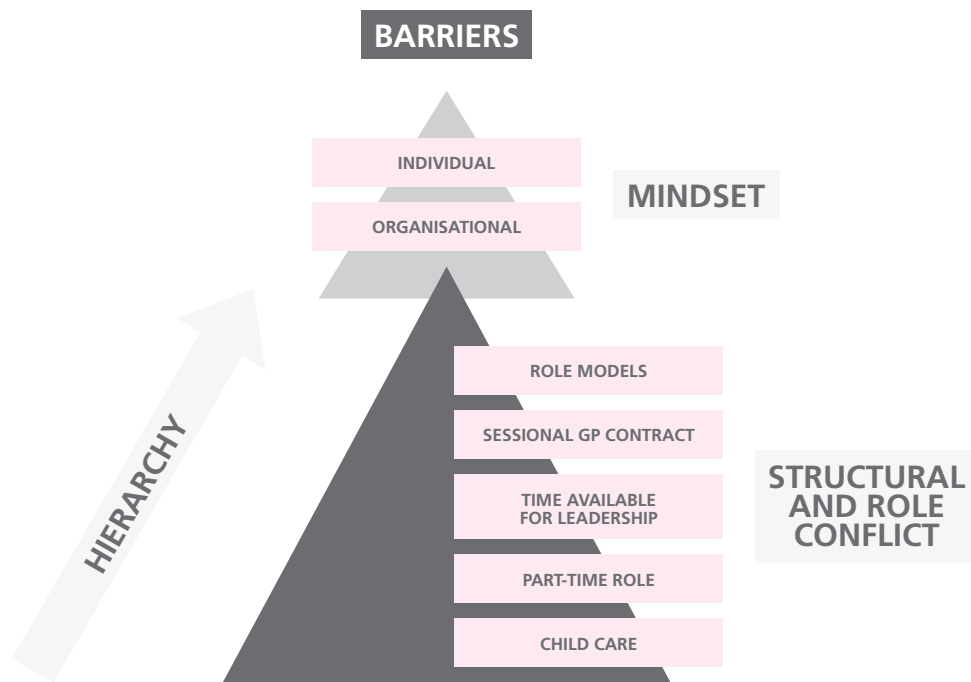 BARRIERS
INDIVIDUAL
ORGANISATIONAL
MINDSET
HIERARCHY
ROLE MODELS
SESSIONAL GP CONTRACT
TIME AVAILABLE
FOR LEADERSHIP
PART-TIME ROLE
CHILD CARE
STRUCTURAL
AND ROLE
CONFLICT